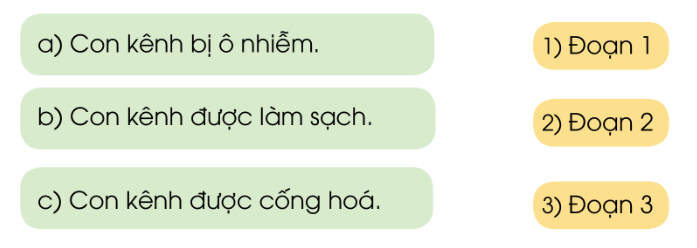 a) Con kênh bị ô nhiễm.
1) Đoạn 1
b) Con kênh được làm sạch.
2) Đoạn 2
c) Con kênh được cống hoá.
3) Đoạn 3